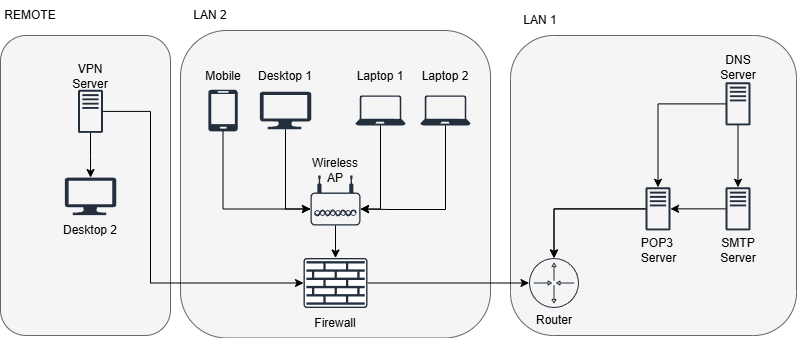 REMOTE
LAN 2
LAN 1
VPN
Server
Desktop 2
Mobile
Desktop 1
Laptop 1
Laptop 2
Wireless
AP
Firewall
DNS
Server
POP3
Server
SMTP
Server
Router